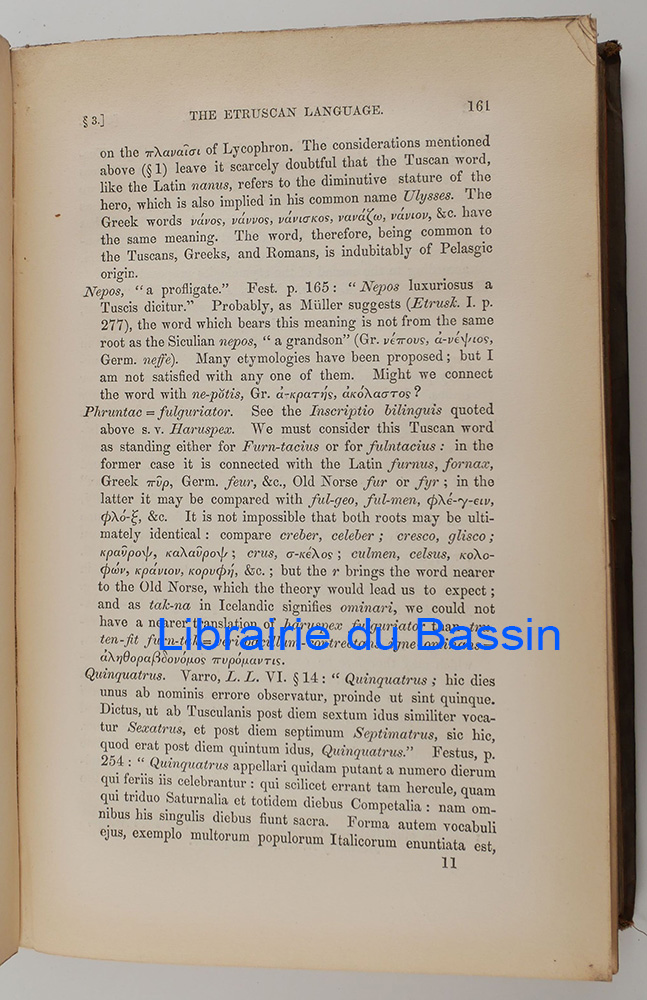 § 3.] THE ETRUSCAN LANGUAGE. 161
on the πλαναῖσι of Lycophron. The considerations mentioned
above (§ 1) leave it scarcely doubtful that the Tuscan word,
like the Latin nanus, refers to the diminutive stature of the
hero, which is also implied in his common name Ulysses. The
Greek words νάνος, νάννος, νάνισκος, νανάζω, νάνιον, &c. have
the same meaning. The word, therefore, being common to
the Tuscans, Greeks, and Romans, is indubitably of Pelasgic
origin.
Nepos, “a profligate.” Fest. p. 165: “Nepos luxuriosus a
Tuscis dicitur.” Probably, as Müller suggests (Etrusk. I. p.
277), the word which bears this meaning is not from the same
root as the Siculian nepos, “ a grandson” (Gr. νέπους, ἀ-νέψιος,
Germ. neffe). Many etymologies have been proposed; but I
am not satisfied with any one of them. Might we connect
the word with ne-pŏtis, Gr. ἀ-κρατής, ἀκόλαστος?
Phruntac = fulguriator. See the Inscriptio bilinguis quoted
above s. v. Haruspex. We must consider this Tuscan word
as standing either for Furn-tacius or for fulntacius: in the
former case it is connected with the Latin furnus, fornax,
Greek πῦρ, Germ. feur, &c., Old Norse fur or fyr; in the
latter it may be compared with ful-geo, ful-men, φλέ-γ-ειν,
φλό-ξ, &c. It is not impossible that both roots may be ulti-
mately identical: compare creber, celeber; cresco, glisco;
κραῦροψ, καλαῦροψ; crus, σ-κέλος; culmen, celsus, κολο-
φών, κράνιον, κορυφή, &c.; but the r brings the word nearer
to the Old Norse, which the theory would lead us to expect;
and as tak-na in Icelandic signifies ominari, we could not
have a nearer translation of haruspex fulguriator than
Librairie du Bassin
ten-fit
ἀληθοραβδονόμος πυρόμαντις.
Quinquatrus. Varro, L. L. VI. § 14: “ Quinquatrus; hic dies
unus ab nominis errore observatur, proinde ut sint quinque.
Dictus, ut ab Tusculanis post diem sextum idus similiter voca-
tur Sexatrus, et post diem septimum Septimatrus, sic hic,
quod erat post diem quintum idus, Quinquatrus.” Festus, p.
254: “ Quinquatrus appellari quidam putant a numero dierum
qui feriis iis celebrantur: qui scilicet errant tam hercule, quam
qui triduo Saturnalia et totidem diebus Competalia: nam om-
nibus his singulis diebus fiunt sacra. Forma autem vocabuli
ejus, exemplo multorum populorum Italicorum enuntiata est,
11